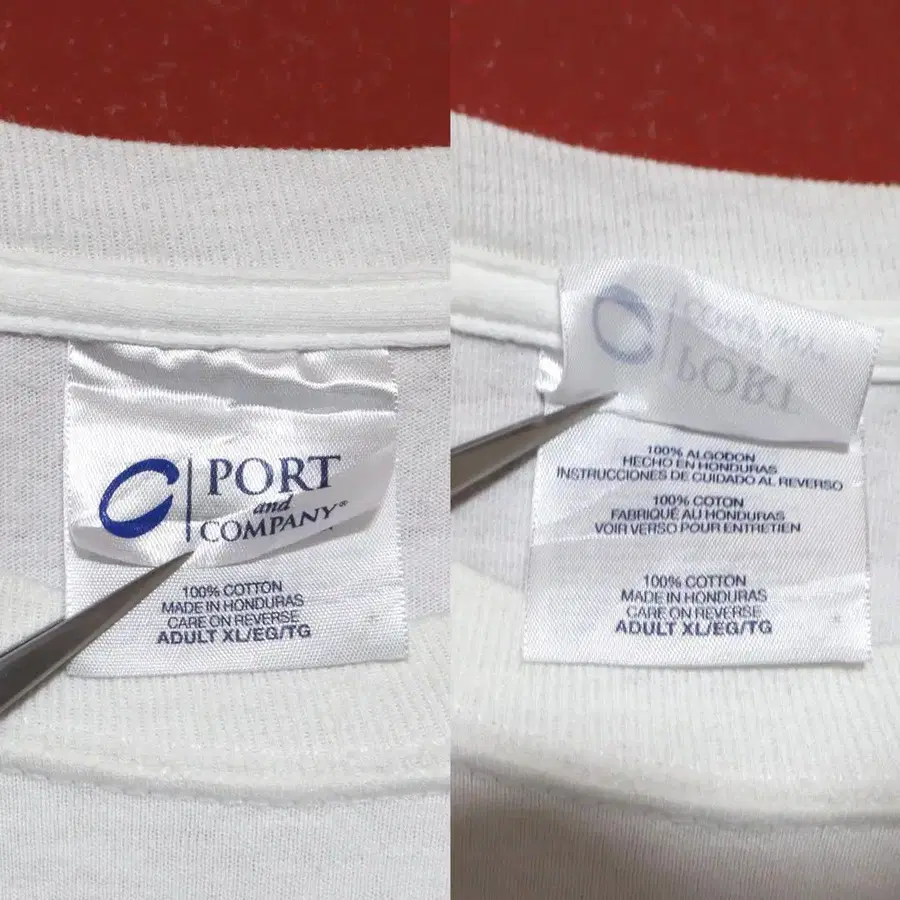 PORT
and
COMPANY®
100% COTTON
MADE IN HONDURAS
CARE ON REVERSE
ADULT XL/EG/TG
PORT
100% ALGODON
HECHO EN HONDURAS
INSTRUCCIONES DE CUIDADO AL REVERSO
100% COTON
FABRIQUÉ AU HONDURAS
VOIR VERSO POUR ENTRETIEN
100% COTTON
MADE IN HONDURAS
CARE ON REVERSE
ADULT XL/EG/TG